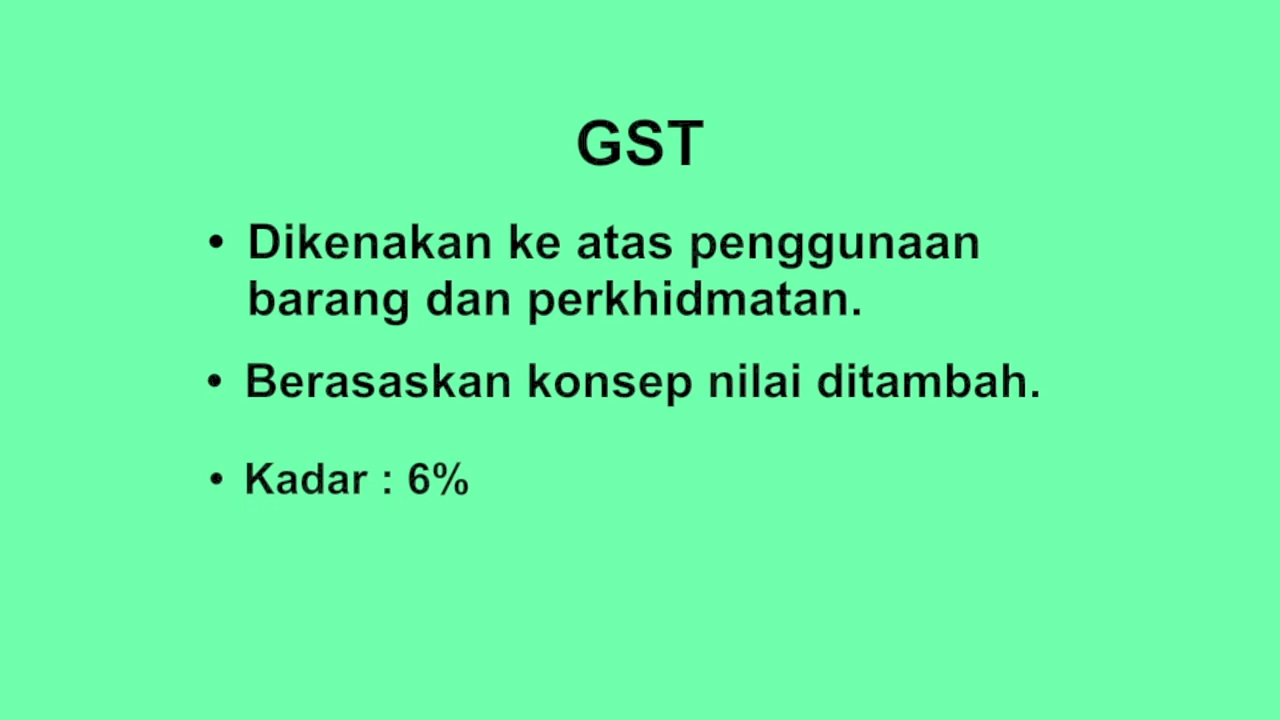 GST
• Dikenakan ke atas penggunaan
barang dan perkhidmatan.
• Berasaskan konsep nilai ditambah.
• Kadar : 6%